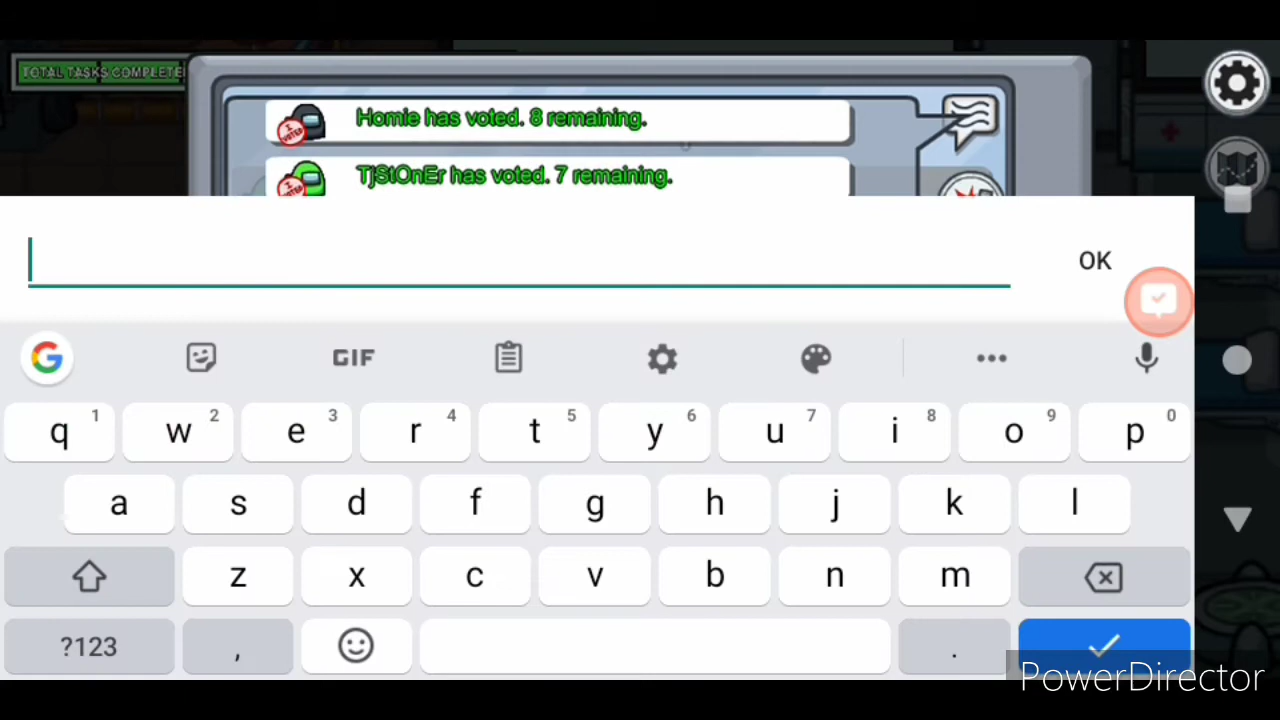 TOTAL TASKS COMPLETE
Homie has voted. 8 remaining.
TjStOnEr has voted. 7 remaining.
OK
G GIF
q 1 w 2 e 3 r 4 t 5 y 6 u 7 i 8 o 9 p 0
a s d f g h j k l
z x c v b n m
?123 , .
PowerDirector